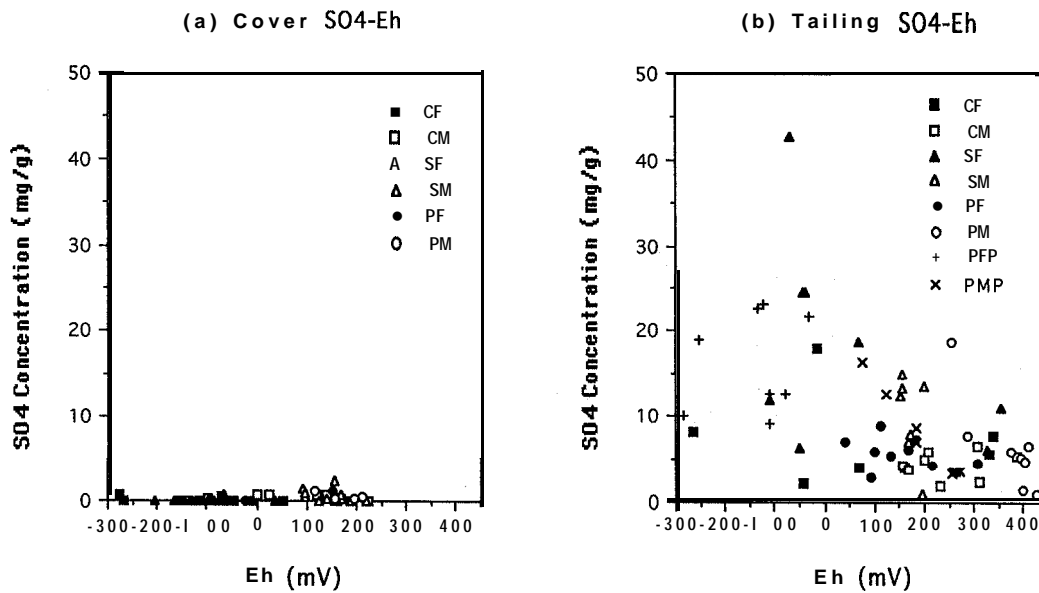 (a) Cover SO4-Eh
SO4 Concentration (mg/g)
50
40
30
20
10
0
-300-200-1 00 0 100 200 300 400
Eh (mV)
CF
CM
A SF
SM
PF
PM
(b) Tailing SO4-Eh
SO4 Concentration (mg/g)
50
40
30
20
10
0
-300-200-1 00 0 100 200 300 400
Eh (mV)
CF
CM
SF
SM
PF
PM
PFP
PMP